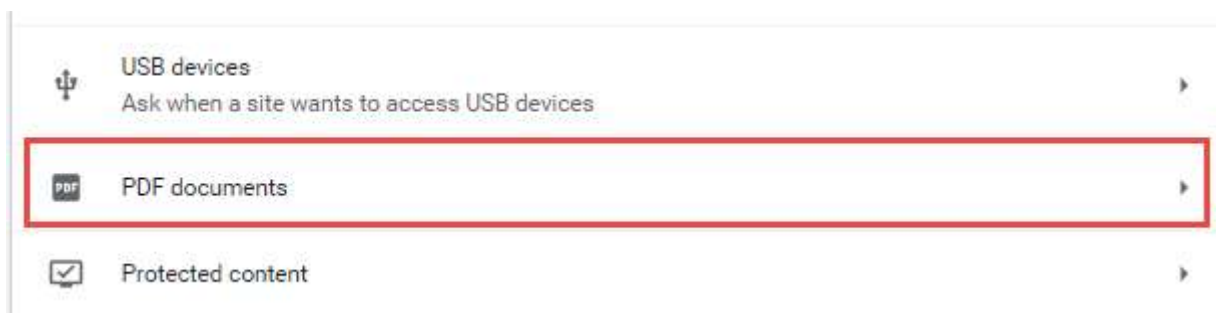 USB devices
Ask when a site wants to access USB devices
PDF
PDF documents
Protected content